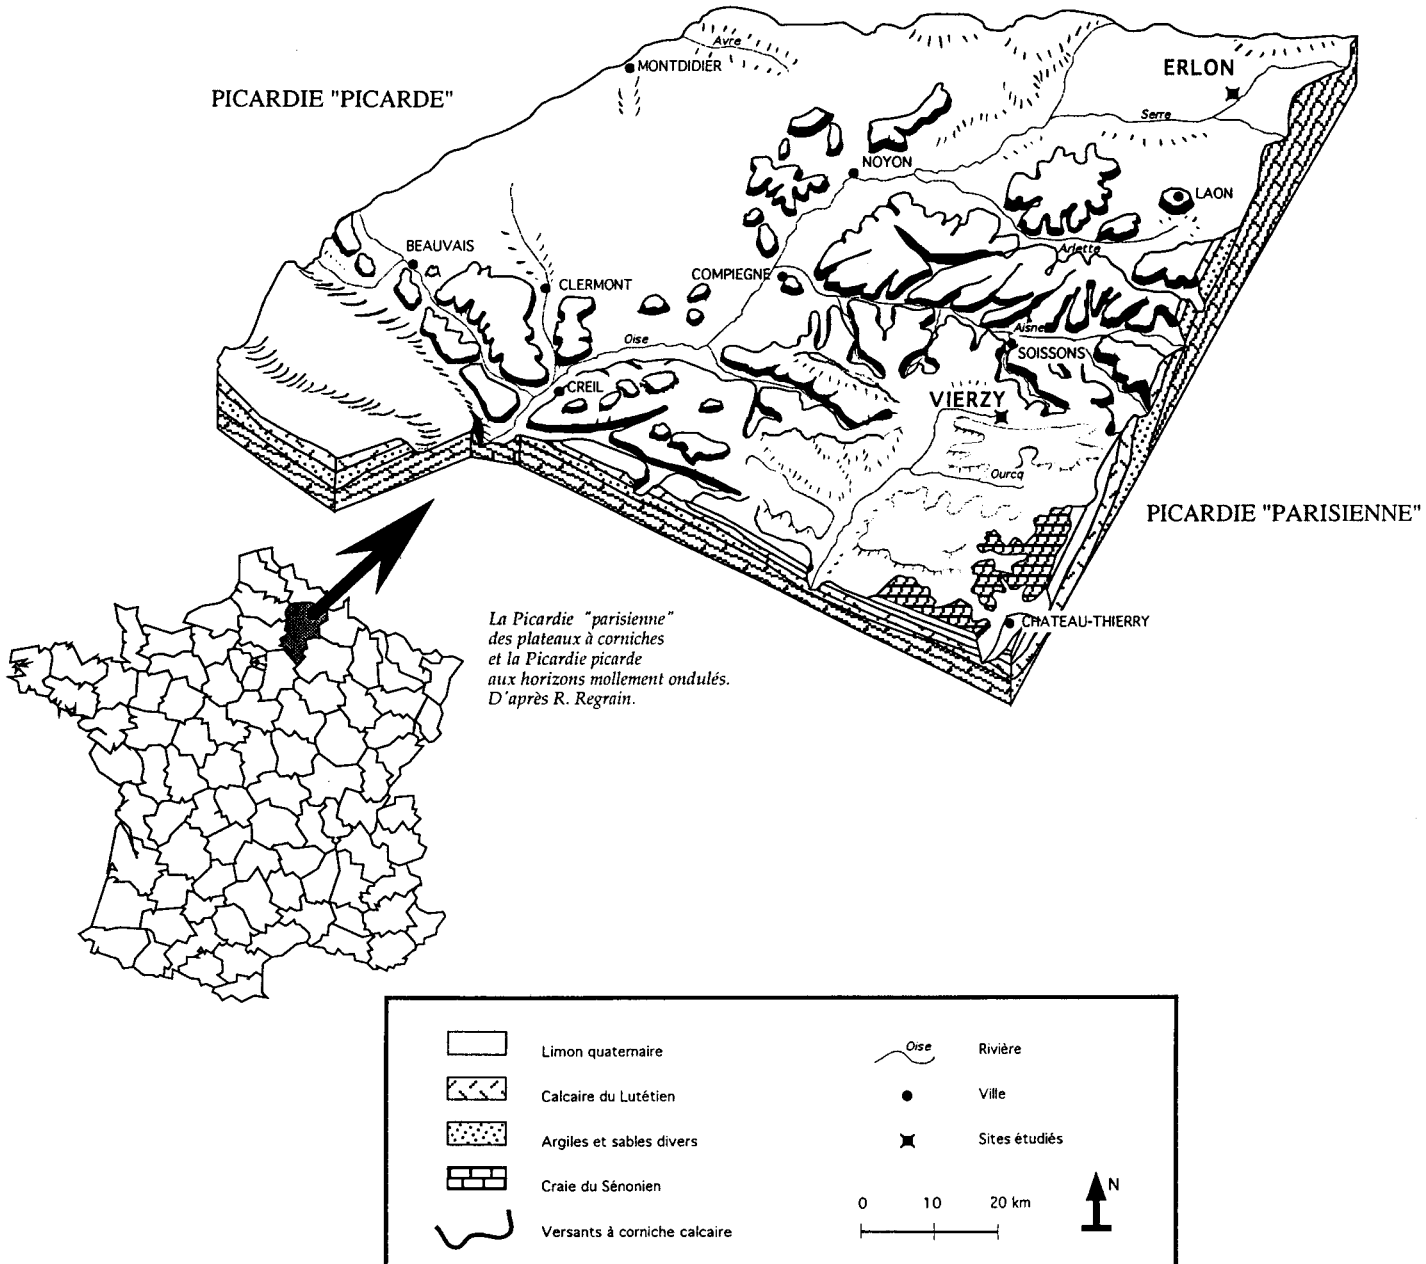 Avre
MONTDIDIER
ERLON
PICARDIE "PICARDE"
Serre
NOYON
LAON
BEAUVAIS
Arlette
COMPIEGNE
CLERMONT
Aisne
Oise
SOISSONS
CREIL
VIERZY
Ourcq
PICARDIE "PARISIENNE"
CHATEAU-THIERRY
La Picardie "parisienne"
des plateaux à corniches
et la Picardie picarde
aux horizons mollement ondulés.
D'après R. Regrain.
Limon quaternaire
Calcaire du Lutétien
Argiles et sables divers
Craie du Sénonien
Versants à corniche calcaire
Oise
Rivière
Ville
Sites étudiés
0 10 20 km
N